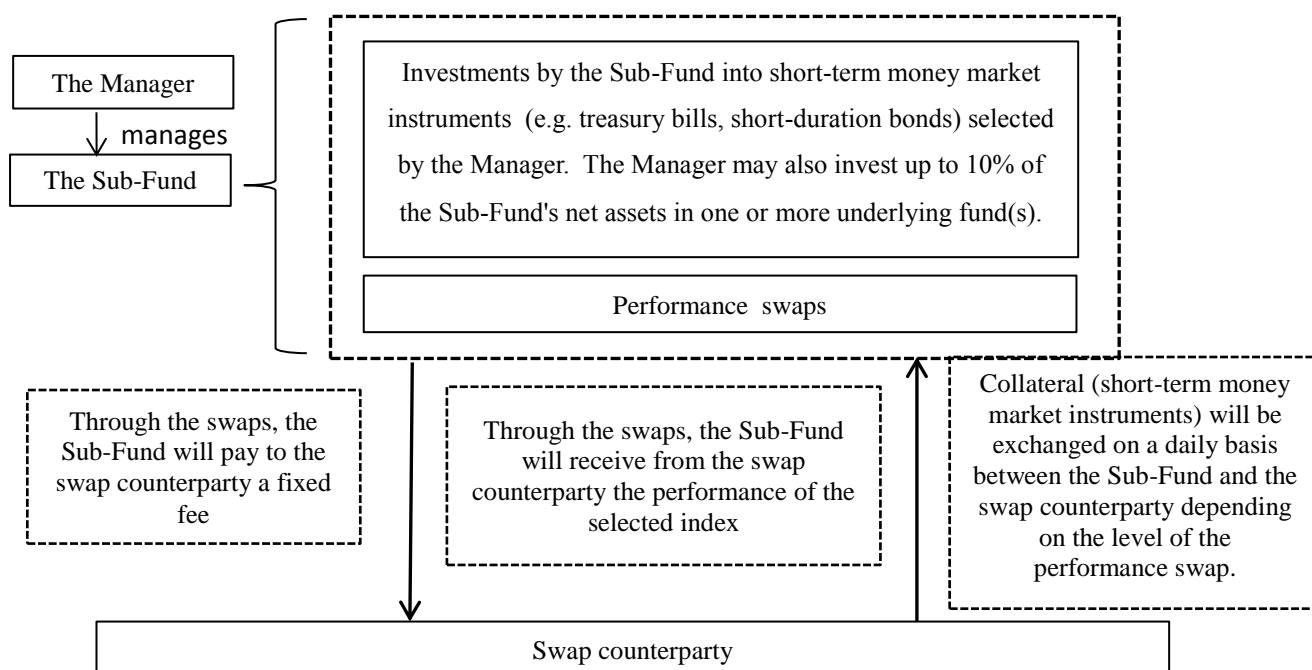 The Manager
manages
The Sub-Fund
Investments by the Sub-Fund into short-term money market
instruments (e.g. treasury bills, short-duration bonds) selected
by the Manager. The Manager may also invest up to 10% of
the Sub-Fund's net assets in one or more underlying fund(s).
Performance swaps
Through the swaps, the
Sub-Fund will pay to the
swap counterparty a fixed
fee
Through the swaps, the Sub-Fund
will receive from the swap
counterparty the performance of the
selected index
Collateral (short-term money
market instruments) will be
exchanged on a daily basis
between the Sub-Fund and the
swap counterparty depending
on the level of the
performance swap.
Swap counterparty